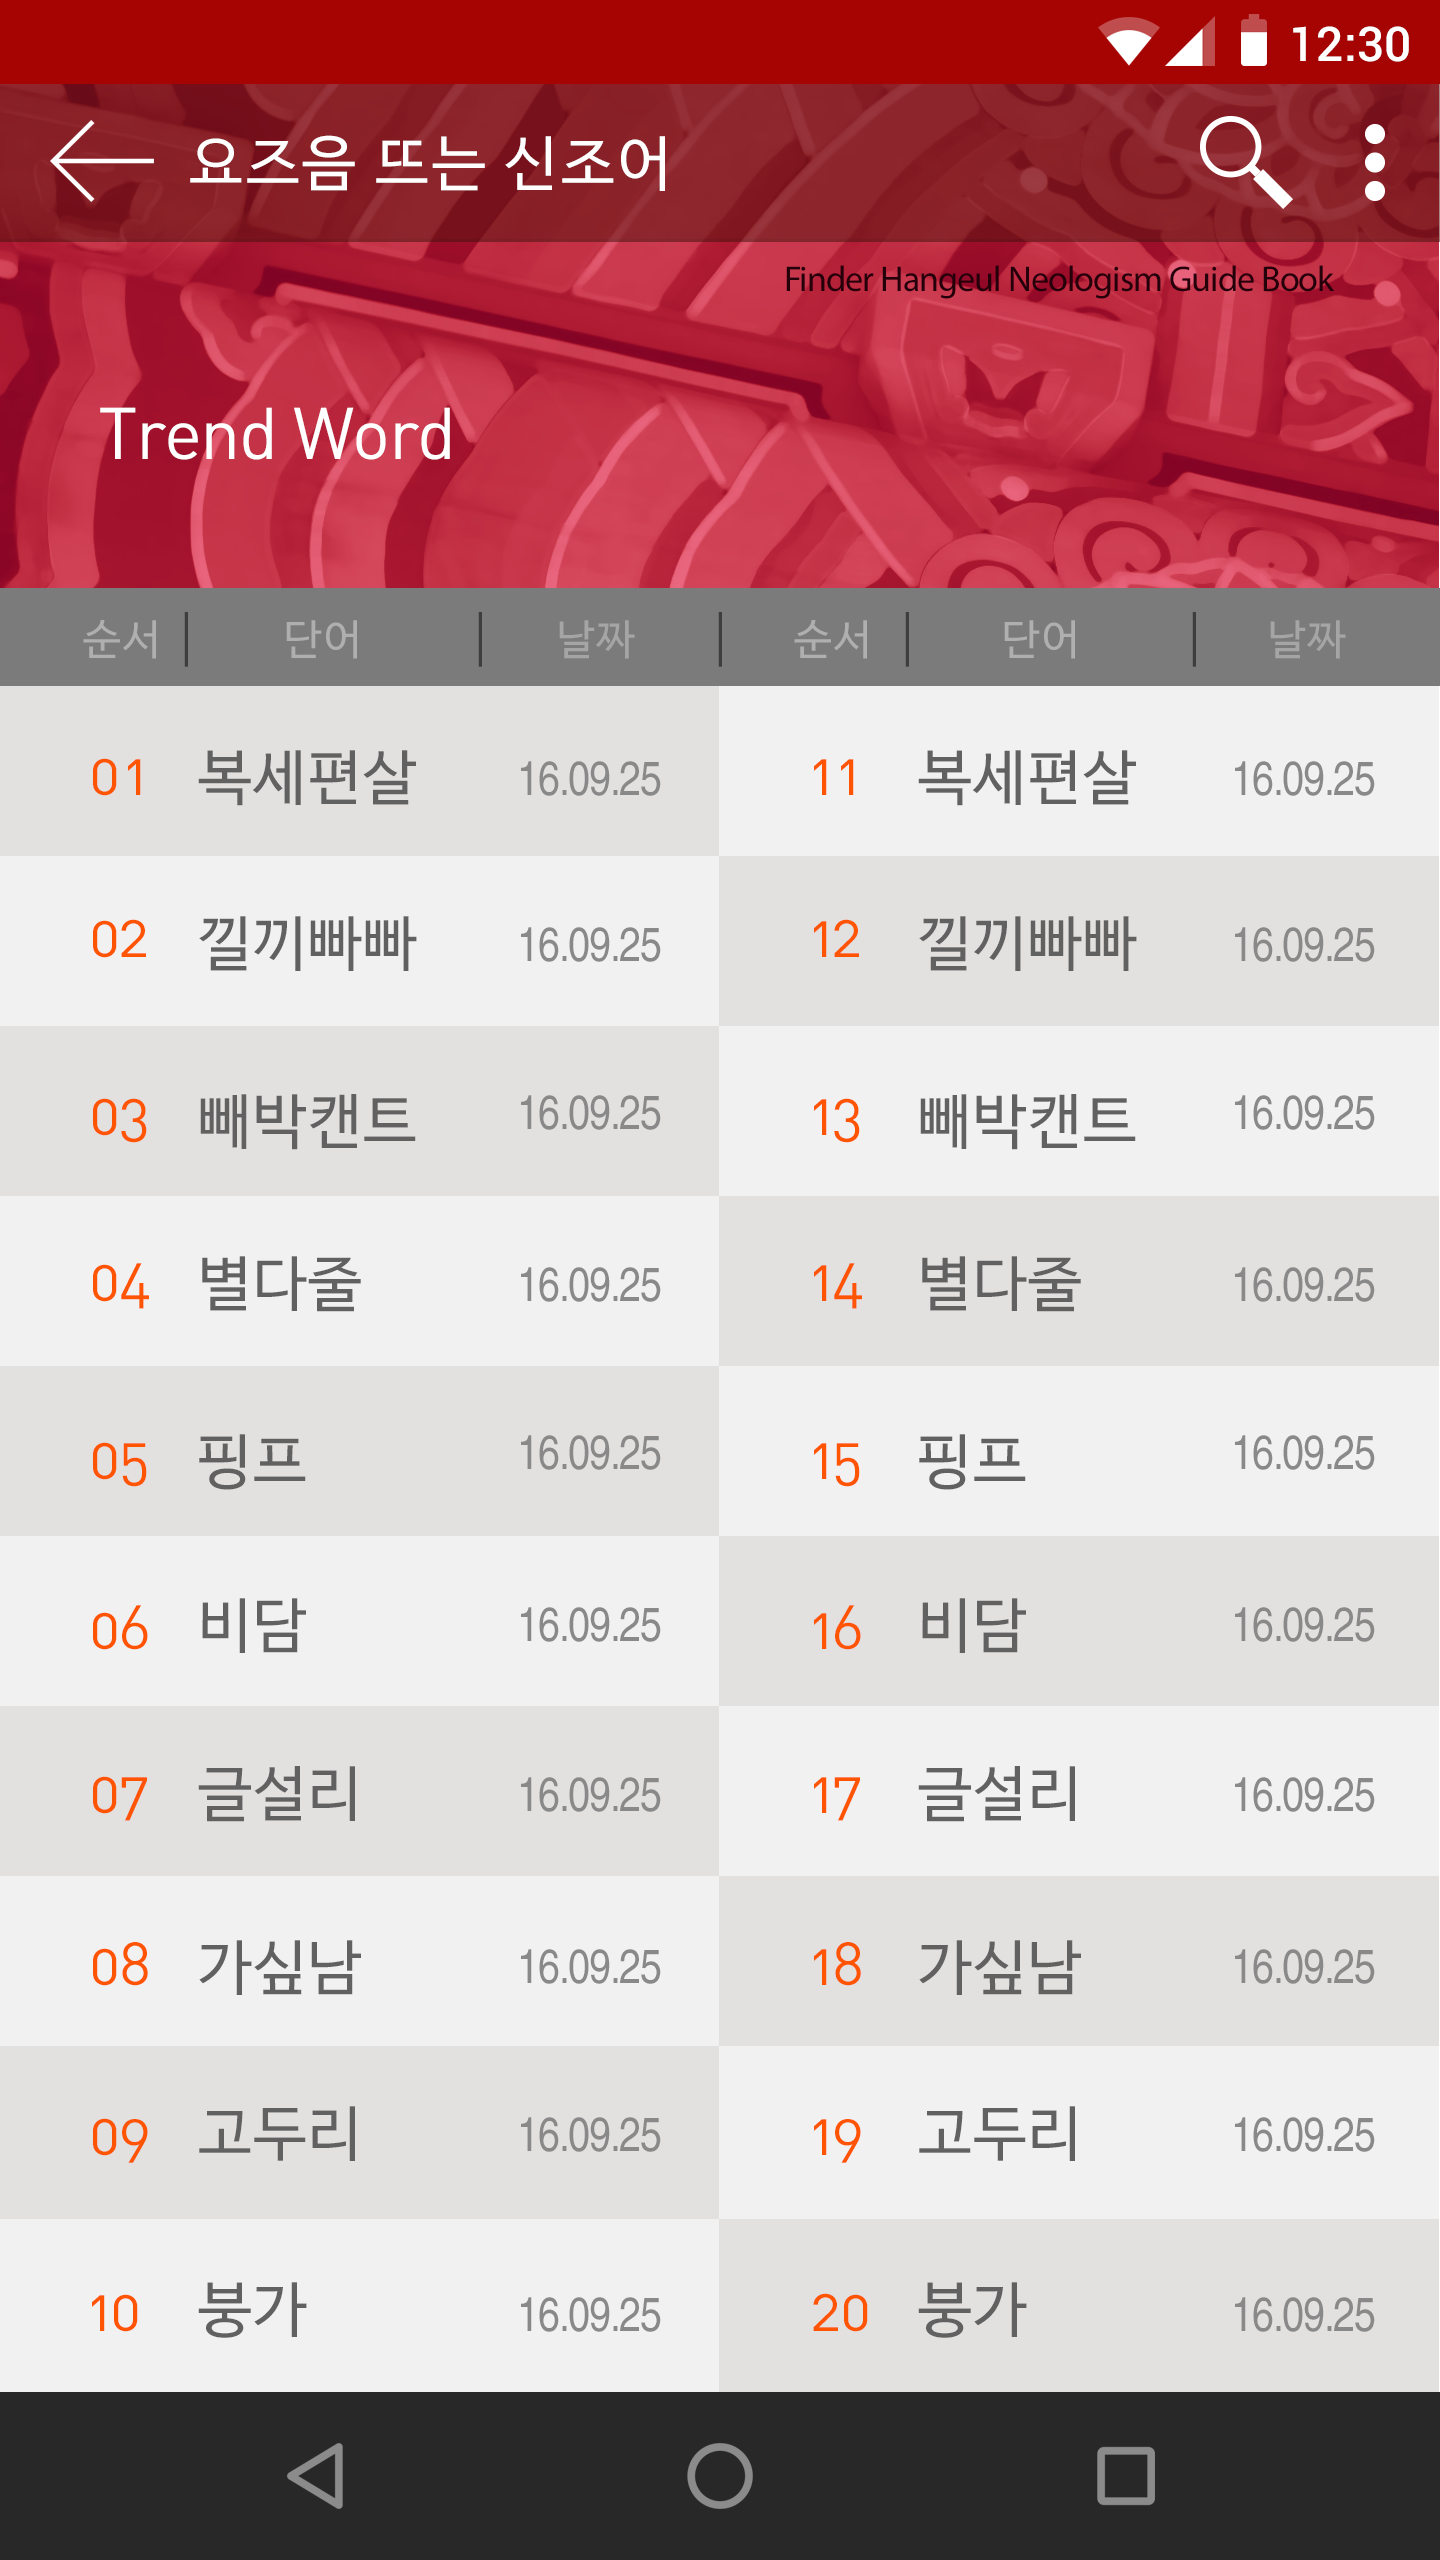 12:30
요즈음 뜨는 신조어
Finder Hangeul Neologism Guide Book
Trend Word
순서 단어 날짜 순서 단어 날짜
01 복세편살 16.09.25 11 복세편살 16.09.25
02 낄끼빠빠 16.09.25 12 낄끼빠빠 16.09.25
03 빼박캔트 16.09.25 13 빼박캔트 16.09.25
04 별다줄 16.09.25 14 별다줄 16.09.25
05 핑프 16.09.25 15 핑프 16.09.25
06 비담 16.09.25 16 비담 16.09.25
07 글설리 16.09.25 17 글설리 16.09.25
08 가싶남 16.09.25 18 가싶남 16.09.25
09 고두리 16.09.25 19 고두리 16.09.25
10 붕가 16.09.25 20 붕가 16.09.25